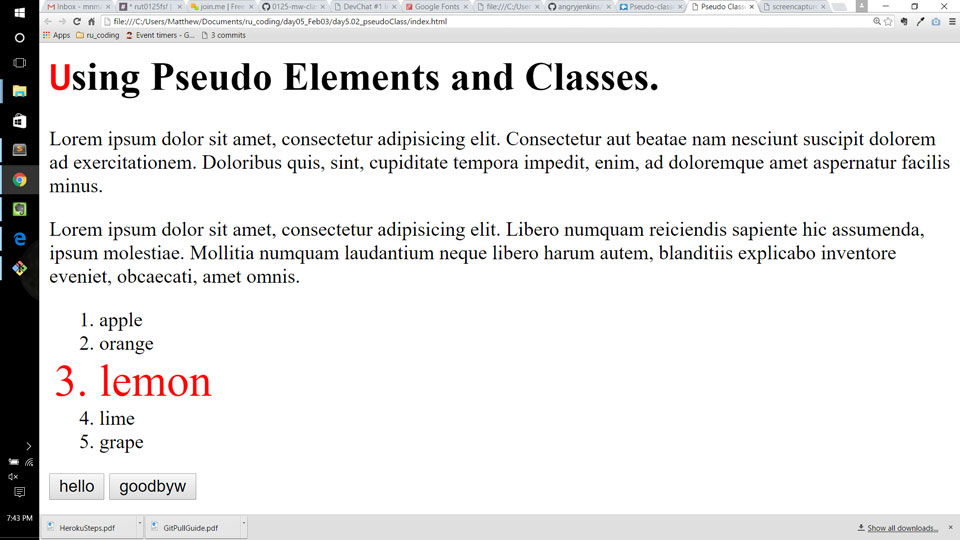 Inbox - mnm
* rut0125fsf
join.me | Free
0125-mw-cla
DevChat #1
Google Fonts
file:///C:/Use
angryjenkins
Pseudo-class
Pseudo Class
screencaptur
file:///C:/Users/Matthew/Documents/ru_coding/day05_Feb03/day5.02_pseudoClass/index.html
Apps
ru_coding
Event timers - G...
3 commits
Using Pseudo Elements and Classes.
Lorem ipsum dolor sit amet, consectetur adipisicing elit. Consectetur aut beatae nam nesciunt suscipit dolorem
ad exercitationem. Doloribus quis, sint, cupiditate tempora impedit, enim, ad doloremque amet aspernatur facilis
minus.
Lorem ipsum dolor sit amet, consectetur adipisicing elit. Libero numquam reiciendis sapiente hic assumenda,
ipsum molestiae. Mollitia numquam laudantium neque libero harum autem, blanditiis explicabo inventore
eveniet, obcaecati, amet omnis.
1. apple
2. orange
3. lemon
4. lime
5. grape
hello
goodbyw
7:43 PM
HerokuSteps.pdf
GitPullGuide.pdf
Show all downloads...